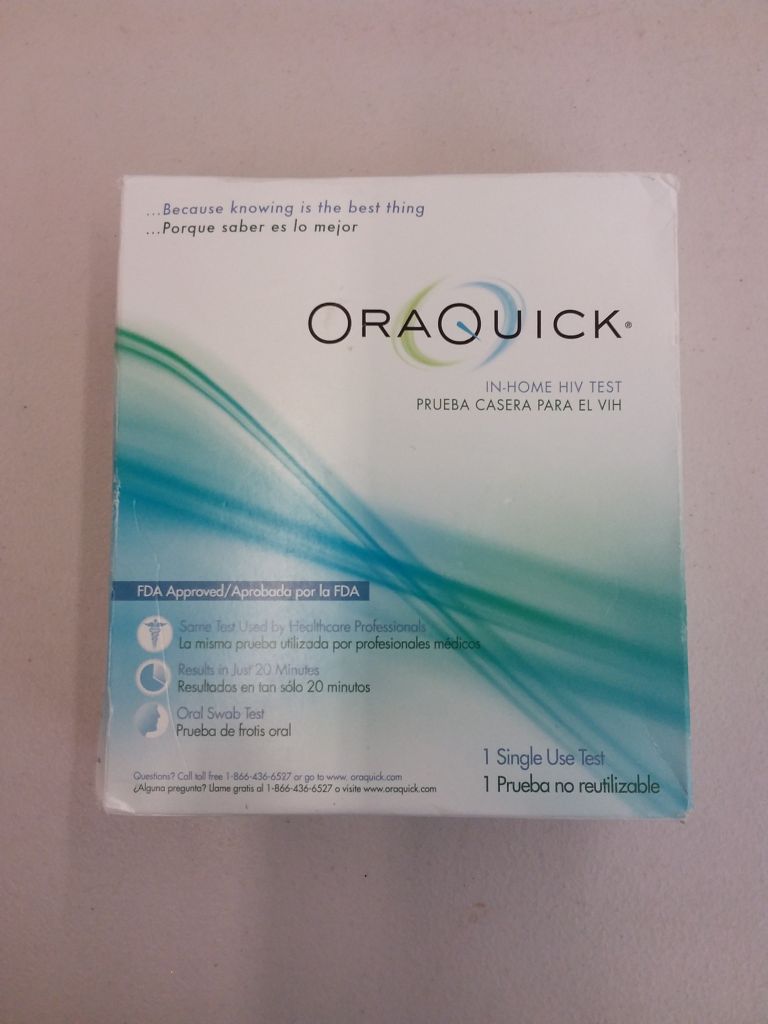 ...Because knowing is the best thing
...Porque saber es lo mejor
ORAQUICK®
IN-HOME HIV TEST
PRUEBA CASERA PARA EL VIH
FDA Approved/Aprobada por la FDA
Same Test Used by Healthcare Professionals
La misma prueba utilizada por profesionales médicos
Results in Just 20 Minutes
Resultados en tan sólo 20 minutos
Oral Swab Test
Prueba de frotis oral
1 Single Use Test
1 Prueba no reutilizable
Questions? Call toll free 1-866-436-6527 or go to www. oraquick.com
¿Alguna pregunta? Llame gratis al 1-866-436-6527 o visite www.oraquick.com